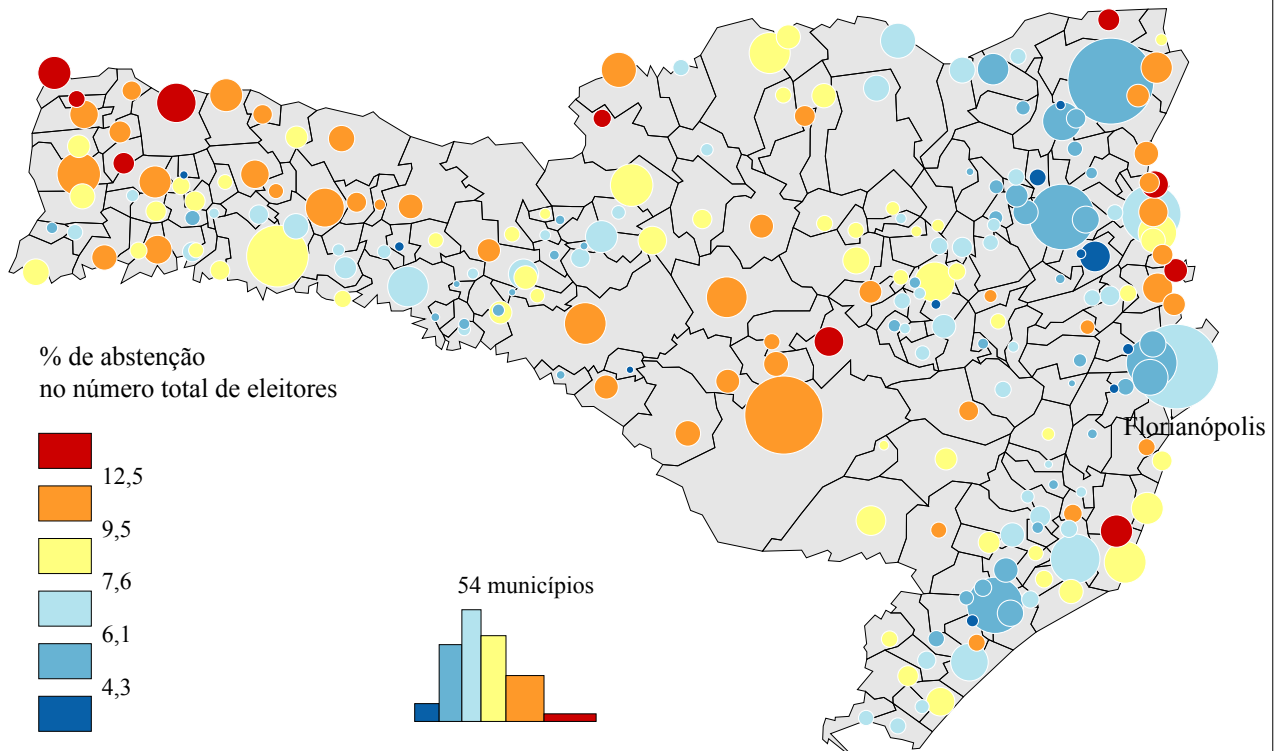 % de abstenção
no número total de eleitores
12,5
9,5
7,6
6,1
4,3
54 municípios
Florianópolis